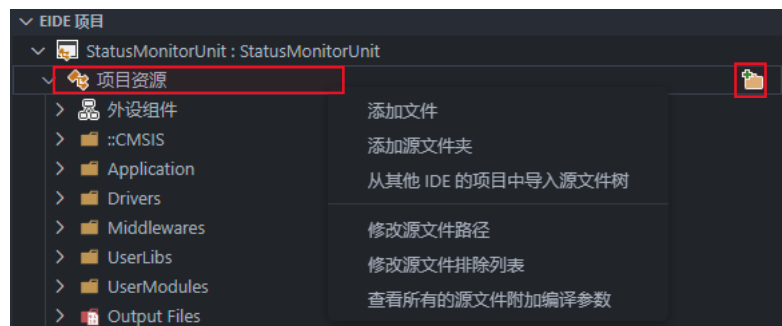 EIDE 项目
StatusMonitorUnit : StatusMonitorUnit
项目资源
外设组件
::CMSIS
Application
Drivers
Middlewares
UserLibs
UserModules
Output Files
添加文件
添加源文件夹
从其他 IDE 的项目中导入源文件树
修改源文件路径
修改源文件排除列表
查看所有的源文件附加编译参数